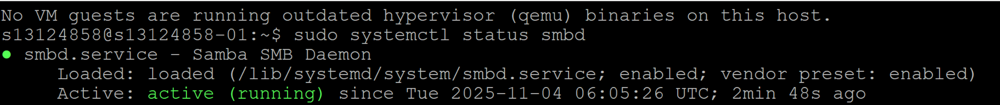 No VM guests are running outdated hypervisor (qemu) binaries on this host.
s13124858@s13124858-01:~$ sudo systemctl status smbd
● smbd.service - Samba SMB Daemon
     Loaded: loaded (/lib/systemd/system/smbd.service; enabled; vendor preset: enabled)
     Active: active (running) since Tue 2025-11-04 06:05:26 UTC; 2min 48s ago